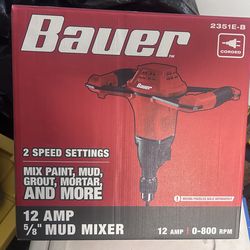 2351E-B
Bauer™
CORDED
Bauer
2 SPEED SETTINGS
MIX PAINT, MUD,
GROUT, MORTAR,
AND MORE
12 AMP
5/8" MUD MIXER
12 AMP | 0-800 RPM